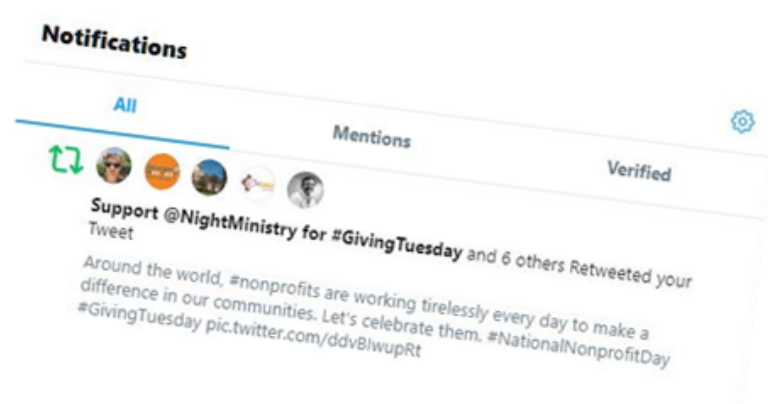 Notifications
All
Mentions
Verified
Support @NightMinistry for #GivingTuesday and 6 others Retweeted your
Tweet
Around the world, #nonprofits are working tirelessly every day to make a
difference in our communities. Let's celebrate them, #NationalNonprofitDay
#GivingTuesday pic.twitter.com/ddvBIwupRt